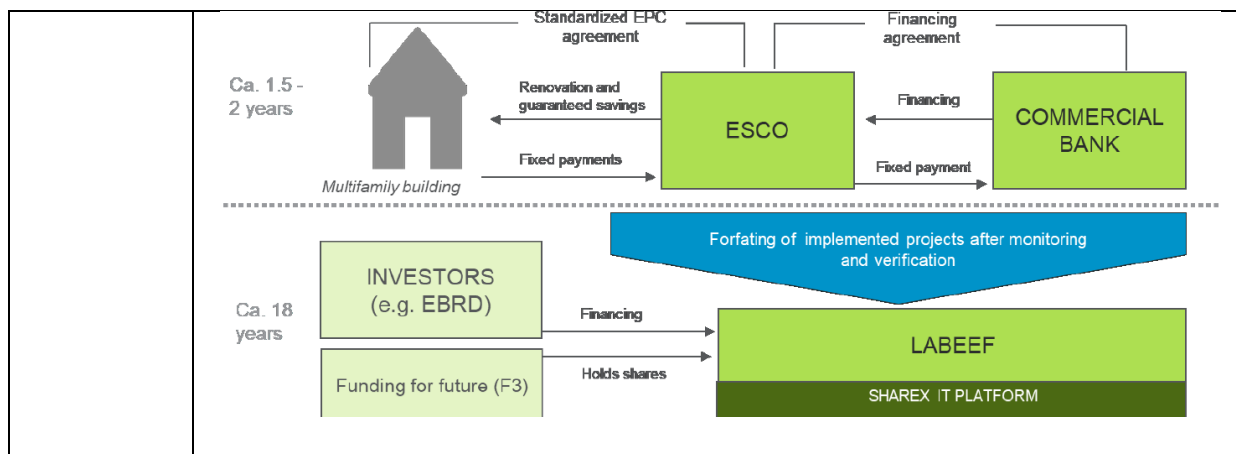 Standardized EPC
agreement
Financing
agreement
Ca. 1.5 -
2 years
Renovation and
guaranteed savings
Financing
ESCO
COMMERCIAL
BANK
Fixed payments
Fixed payment
Multifamily building
Forfating of implemented projects after monitoring
and verification
INVESTORS
(e.g. EBRD)
Ca. 18
years
Financing
LABEEF
Holds shares
Funding for future (F3)
SHAREX IT PLATFORM